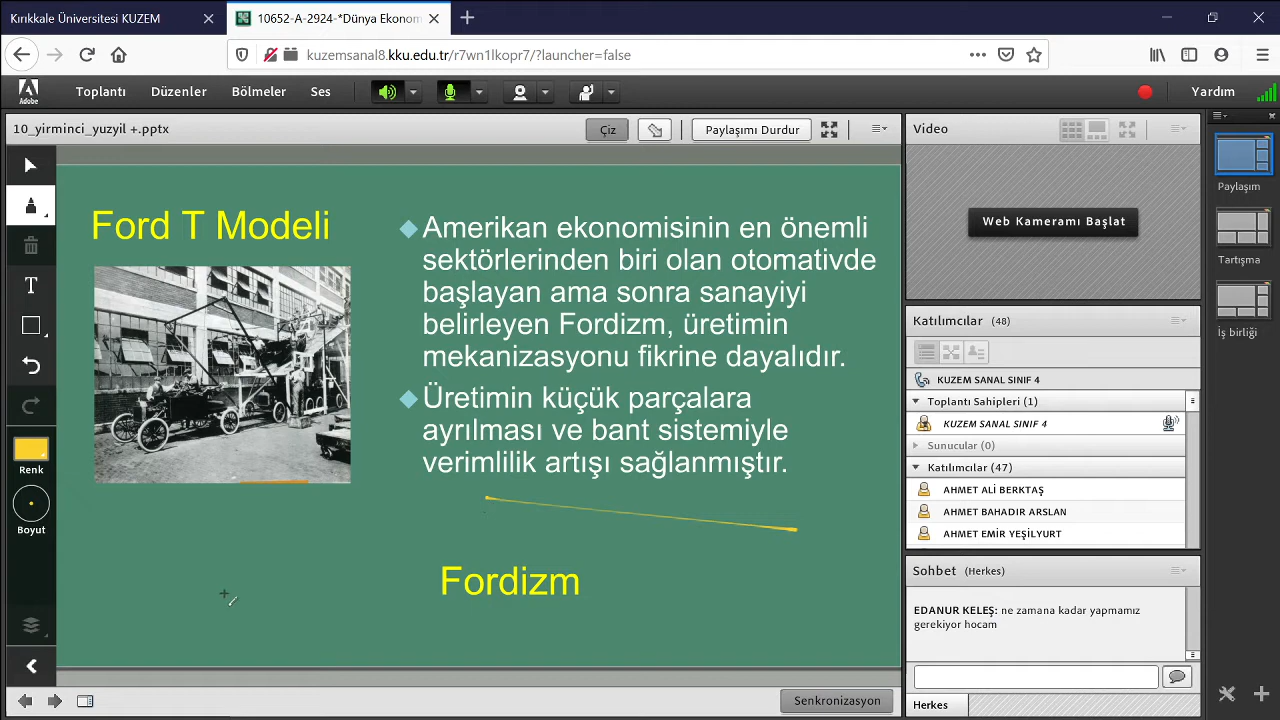 Kırıkkale Üniversitesi KUZEM
10652-A-2924-*Dünya Ekonom
kuzemsanal8.kku.edu.tr/r7wn1lkopr7/?launcher=false
Adobe
Toplantı
Düzenler
Bölmeler
Ses
Yardım
10_yirminci_yuzyil +.pptx
Çiz
Paylaşımı Durdur
Renk
Boyut
Ford T Modeli
Amerikan ekonomisinin en önemli
sektörlerinden biri olan otomativde
başlayan ama sonra sanayiyi
belirleyen Fordizm, üretimin
mekanizasyonu fikrine dayalıdır.
Üretimin küçük parçalara
ayrılması ve bant sistemiyle
verimlilik artışı sağlanmıştır.
Fordizm
Senkronizasyon
Video
Web Kameramı Başlat
Katılımcılar (48)
KUZEM SANAL SINIF 4
Toplantı Sahipleri (1)
KUZEM SANAL SINIF 4
Sunucular (0)
Katılımcılar (47)
AHMET ALİ BERKTAŞ
AHMET BAHADIR ARSLAN
AHMET EMİR YEŞİLYURT
Sohbet (Herkes)
EDANUR KELEŞ: ne zamana kadar yapmamız
gerekiyor hocam
Herkes
Paylaşım
Tartışma
İş birliği